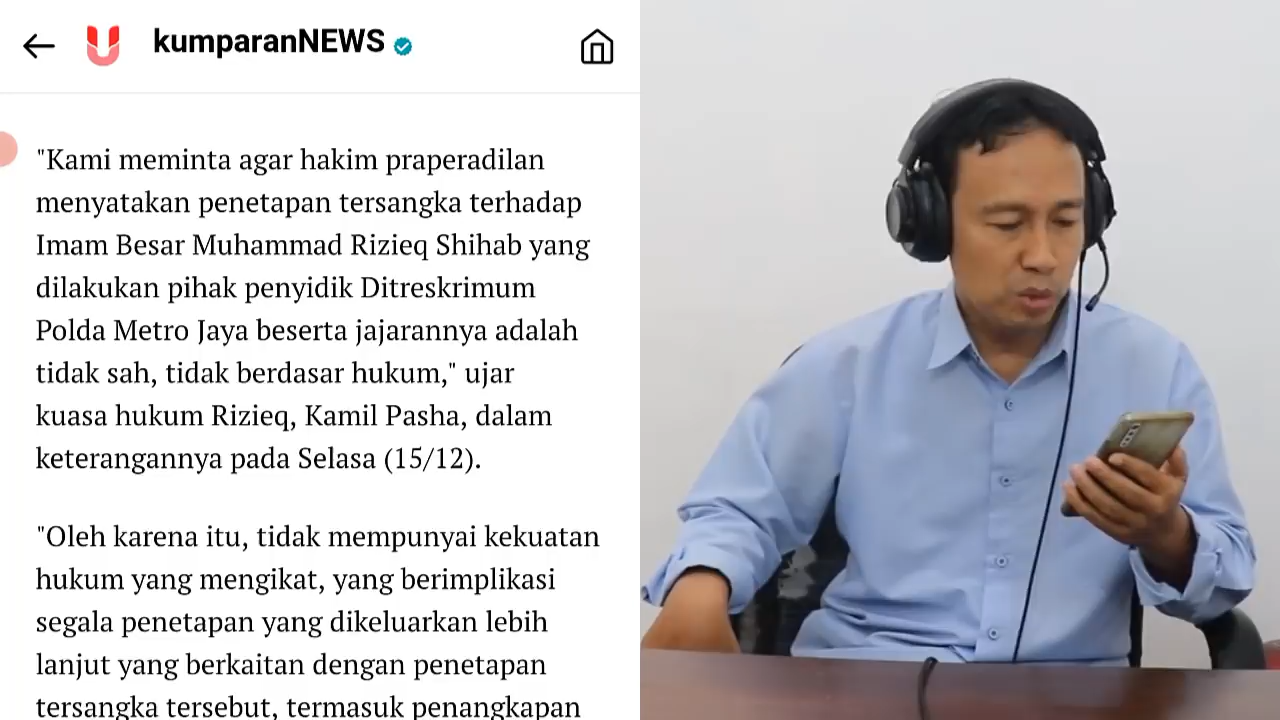 kumparanNEWS
"Kami meminta agar hakim praperadilan
menyatakan penetapan tersangka terhadap
Imam Besar Muhammad Rizieq Shihab yang
dilakukan pihak penyidik Ditreskrimum
Polda Metro Jaya beserta jajarannya adalah
tidak sah, tidak berdasar hukum," ujar
kuasa hukum Rizieq, Kamil Pasha, dalam
keterangannya pada Selasa (15/12).
"Oleh karena itu, tidak mempunyai kekuatan
hukum yang mengikat, yang berimplikasi
segala penetapan yang dikeluarkan lebih
lanjut yang berkaitan dengan penetapan
tersangka tersebut, termasuk penangkapan